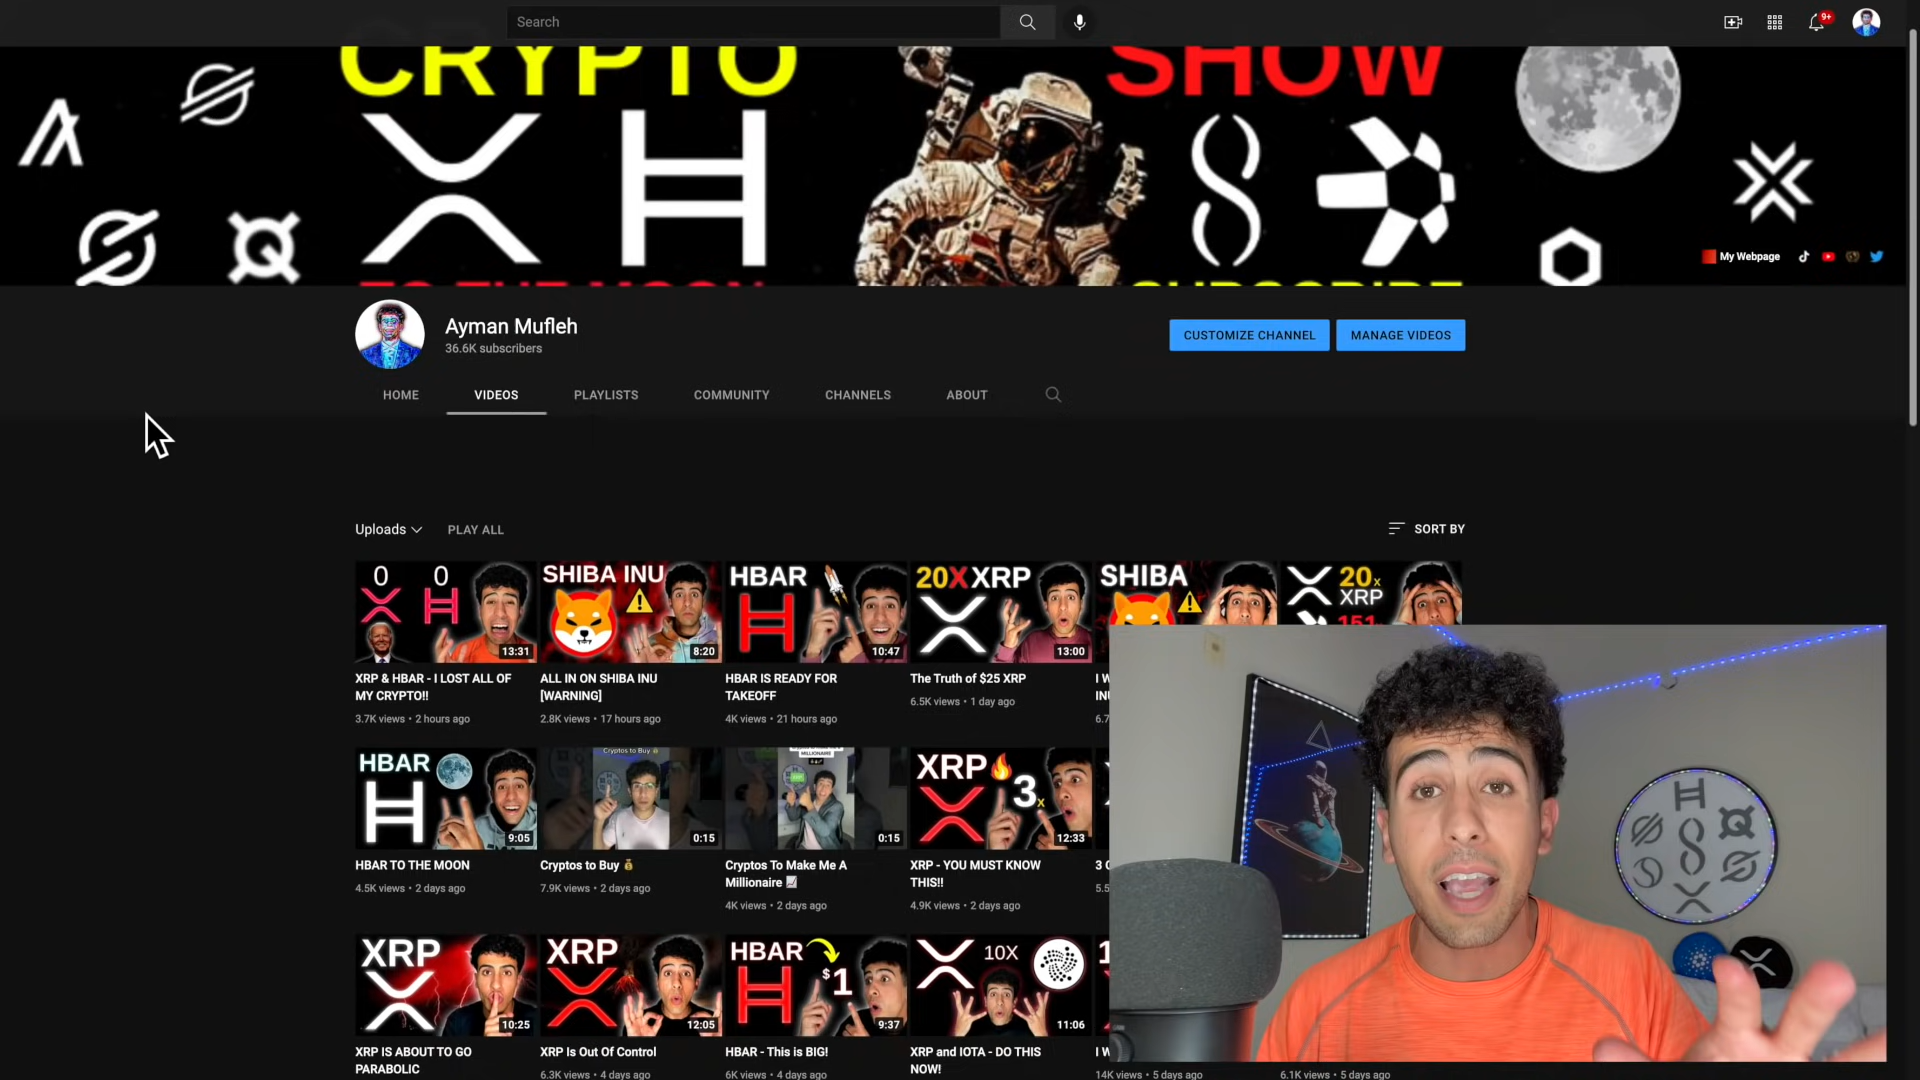 Search
9+
CRYPTO SHOW
My Webpage
Ayman Mufleh
36.6K subscribers
CUSTOMIZE CHANNEL
MANAGE VIDEOS
HOME
VIDEOS
PLAYLISTS
COMMUNITY
CHANNELS
ABOUT
Uploads
PLAY ALL
SORT BY
0 0
13:31
SHIBA INU
8:20
HBAR
10:47
20X XRP
13:00
SHIBA
20x
XRP
XRP & HBAR - I LOST ALL OF
MY CRYPTO!!
3.7K views • 2 hours ago
ALL IN ON SHIBA INU
[WARNING]
2.8K views • 17 hours ago
HBAR IS READY FOR
TAKEOFF
4K views • 21 hours ago
The Truth of $25 XRP
6.5K views • 1 day ago
HBAR
9:05
Cryptos to Buy 💰
0:15
MILLIONAIRE
0:15
XRP🔥
3x
12:33
HBAR TO THE MOON
4.5K views • 2 days ago
Cryptos to Buy 💰
7.9K views • 2 days ago
Cryptos To Make Me A
Millionaire 📈
4K views • 2 days ago
XRP - YOU MUST KNOW
THIS!!
4.9K views • 2 days ago
XRP
10:25
XRP
12:05
HBAR
$1
9:37
10X
11:06
XRP IS ABOUT TO GO
PARABOLIC
XRP Is Out Of Control
6.3K views • 4 days ago
HBAR - This is BIG!
6K views • 4 days ago
XRP and IOTA - DO THIS
NOW!
14K views • 5 days ago
6.1K views • 5 days ago